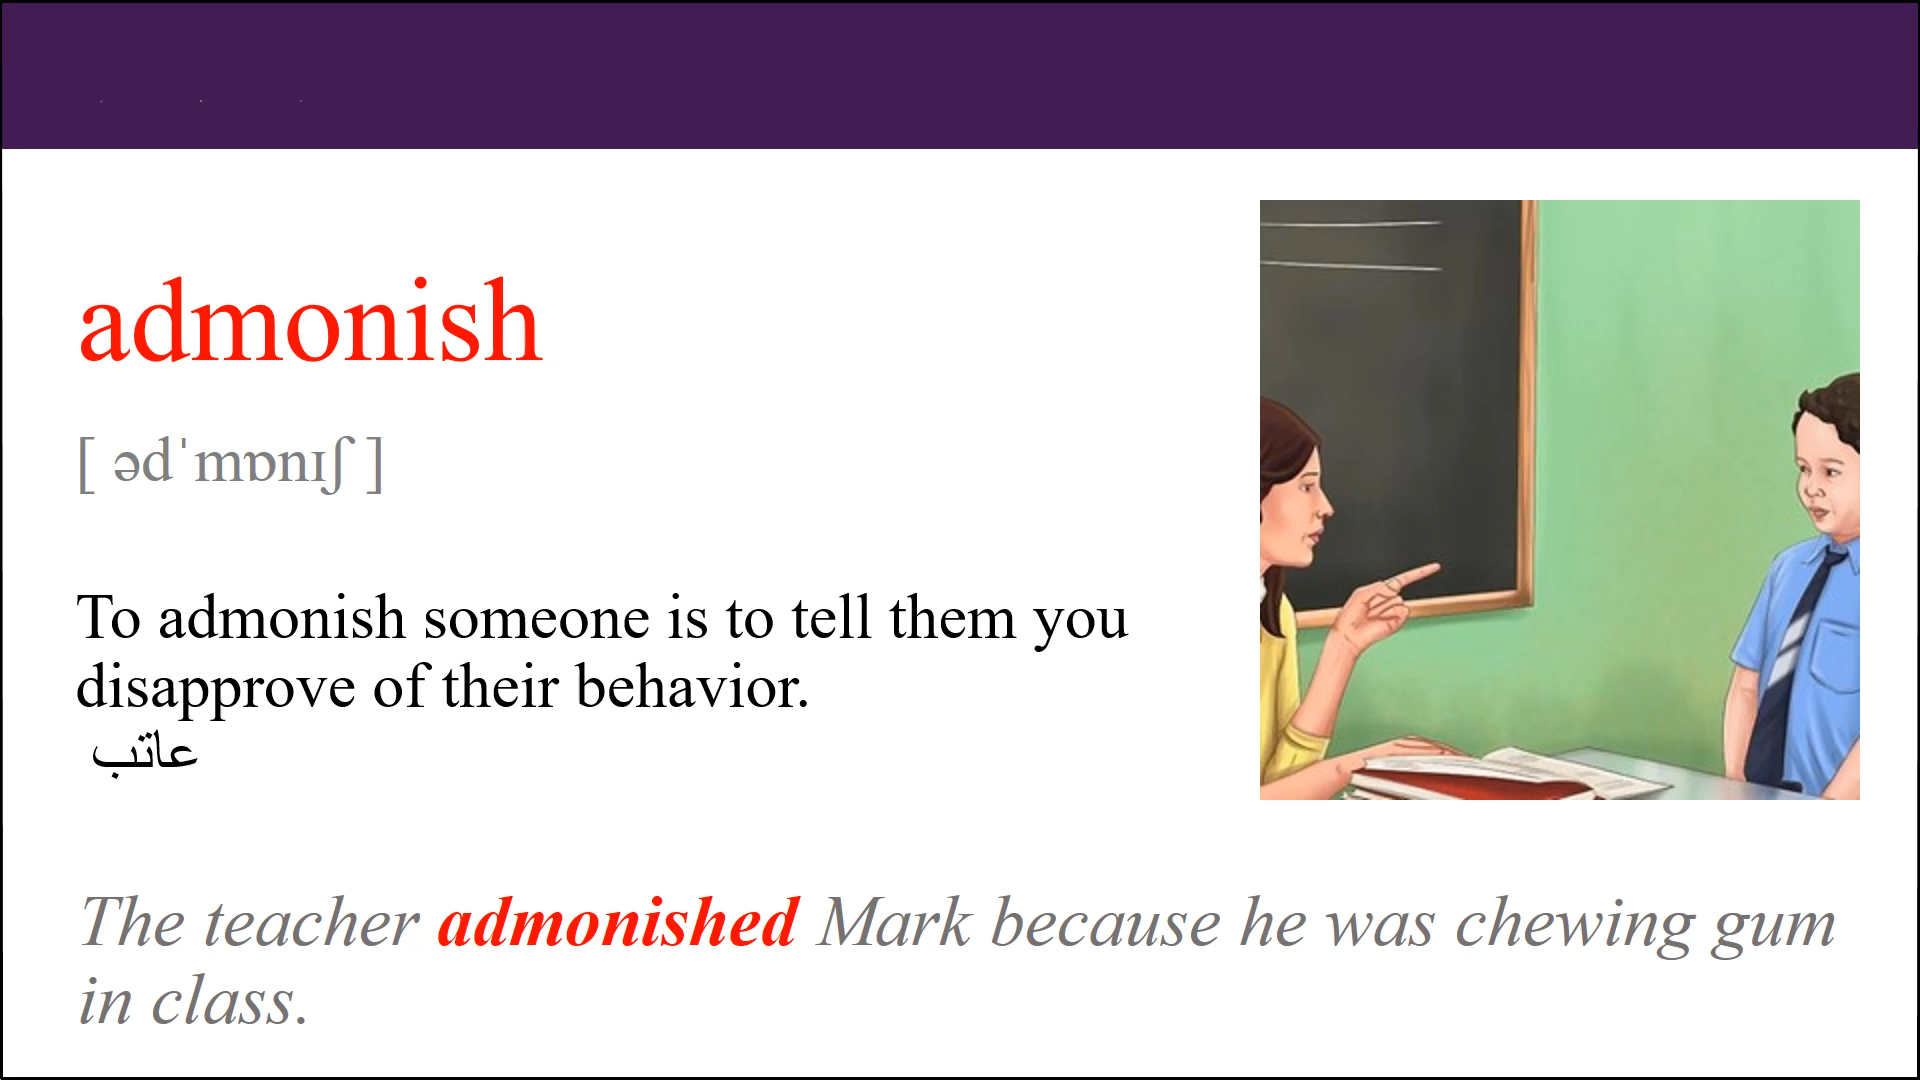 admonish
[ ədˈmɒnɪʃ ]
To admonish someone is to tell them you
disapprove of their behavior.
عاتب
The teacher admonished Mark because he was chewing gum
in class.